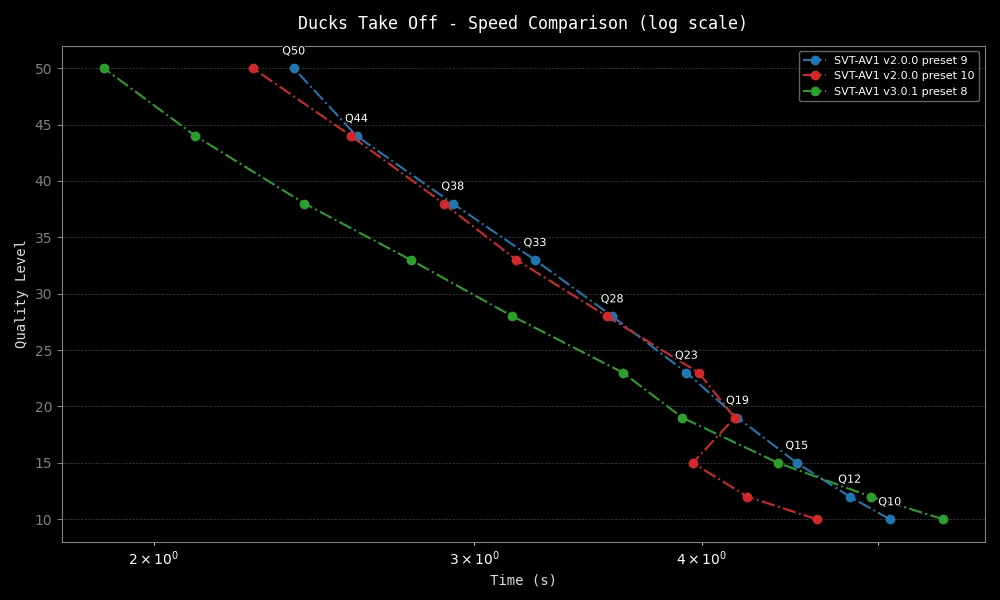 Ducks Take Off - Speed Comparison (log scale)
SVT-AV1 v2.0.0 preset 9
SVT-AV1 v2.0.0 preset 10
SVT-AV1 v3.0.1 preset 8
Quality Level
50
45
40
35
30
25
20
15
10
Q50
Q44
Q38
Q33
Q28
Q23
Q19
Q15
Q12
Q10
2 × 10⁰
3 × 10⁰
4 × 10⁰
Time (s)